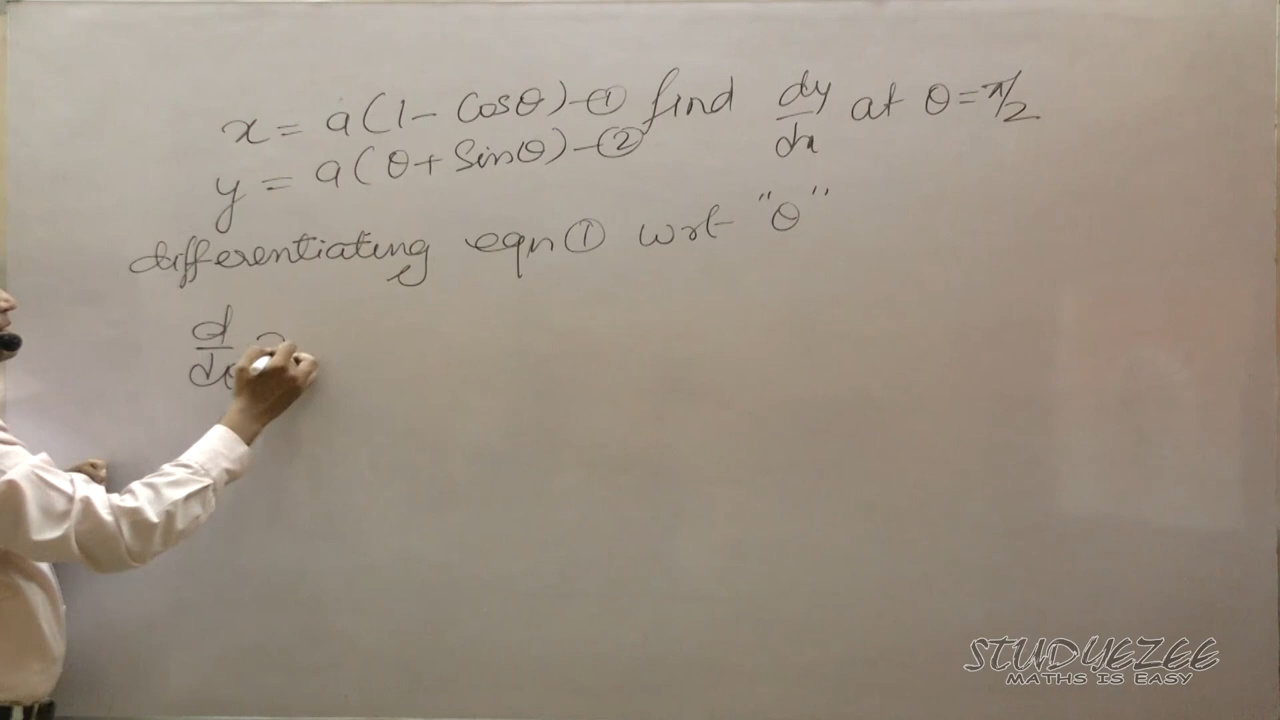 x = a(1 - Cosθ) -① find dy/dx at θ = π/2
y = a(θ + Sinθ) -②
differentiating eqn ① wrt "θ"
d/dθ
STUDYEZEE
MATHS IS EASY